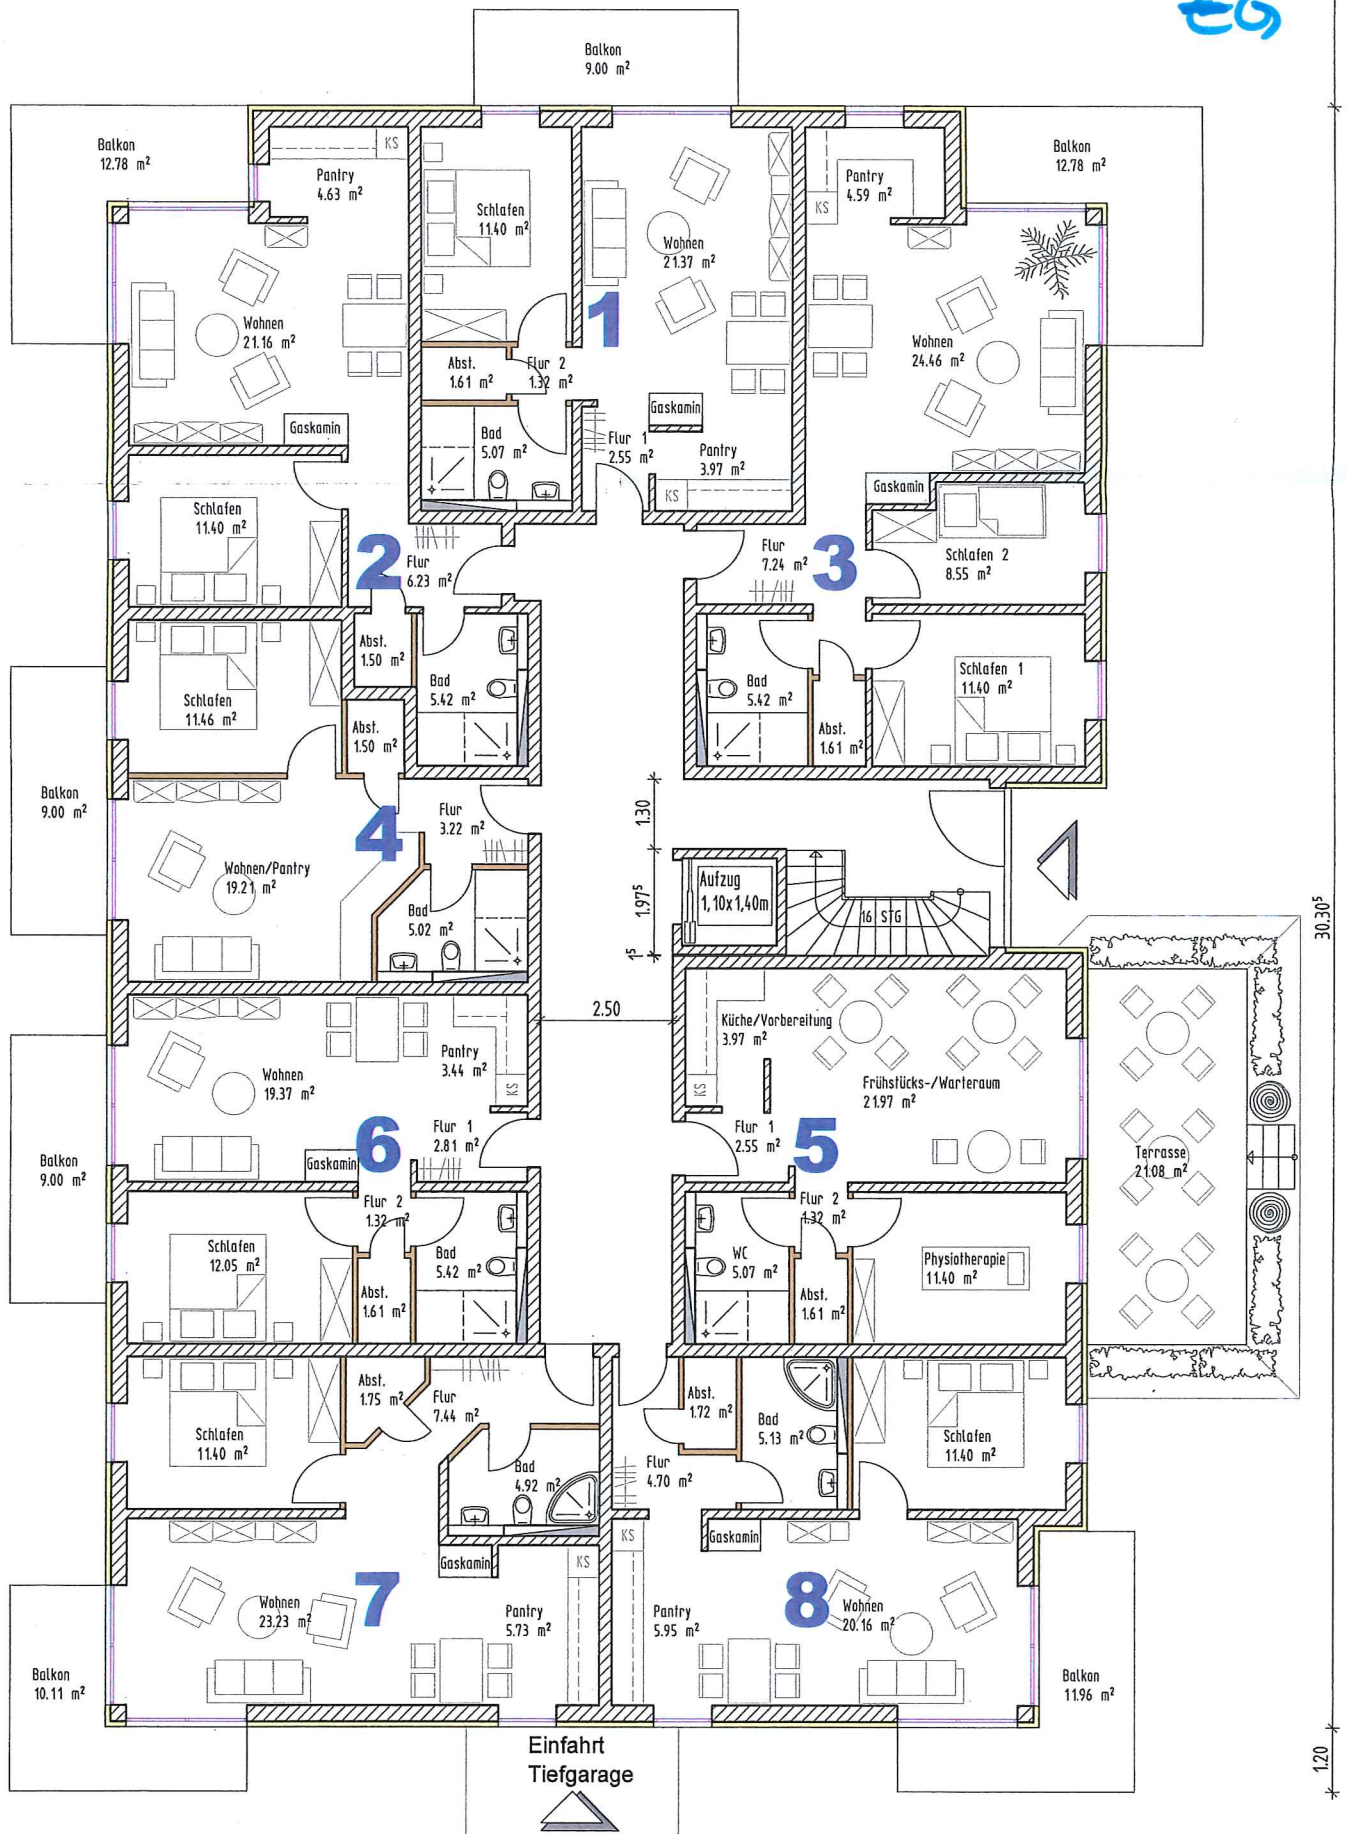 EG
Balkon
9.00 m²
Balkon
12.78 m²
Pantry
4.63 m²
KS
Schlafen
11.40 m²
Wohnen
21.37 m²
Pantry
4.59 m²
KS
Balkon
12.78 m²
Wohnen
21.16 m²
1
Wohnen
24.46 m²
Abst.
1.61 m²
Flur 2
1.32 m²
Gaskamin
Gaskamin
Bad
5.07 m²
Flur 1
2.55 m²
Pantry
3.97 m²
KS
Gaskamin
Schlafen
11.40 m²
2
Flur
6.23 m²
Flur
7.24 m²
3
Schlafen 2
8.55 m²
Abst.
1.50 m²
Bad
5.42 m²
Bad
5.42 m²
Abst.
1.61 m²
Schlafen 1
11.40 m²
Schlafen
11.46 m²
Abst.
1.50 m²
Balkon
9.00 m²
4
Flur
3.22 m²
Wohnen/Pantry
19.21 m²
Bad
5.02 m²
1.30
1.97⁵
1⁵
Aufzug
1,10x1,40m
16 STG
30.30⁵
2.50
Küche/Vorbereitung
3.97 m²
KS
Frühstücks-/Warteraum
21.97 m²
Pantry
3.44 m²
KS
Wohnen
19.37 m²
Balkon
9.00 m²
6
Flur 1
2.81 m²
Gaskamin
Flur 1
2.55 m²
5
Terrasse
21.08 m²
Flur 2
1.32 m²
Flur 2
1.32 m²
Schlafen
12.05 m²
Bad
5.42 m²
Abst.
1.61 m²
WC
5.07 m²
Abst.
1.61 m²
Physiotherapie
11.40 m²
Abst.
1.75 m²
Flur
7.44 m²
Abst.
1.72 m²
Bad
5.13 m²
Schlafen
11.40 m²
Schlafen
11.40 m²
Bad
4.92 m²
Flur
4.70 m²
Gaskamin
KS
KS
Gaskamin
7
8
Wohnen
23.23 m²
Pantry
5.73 m²
Pantry
5.95 m²
Wohnen
20.16 m²
Balkon
10.11 m²
Balkon
11.96 m²
Einfahrt
Tiefgarage
1.20